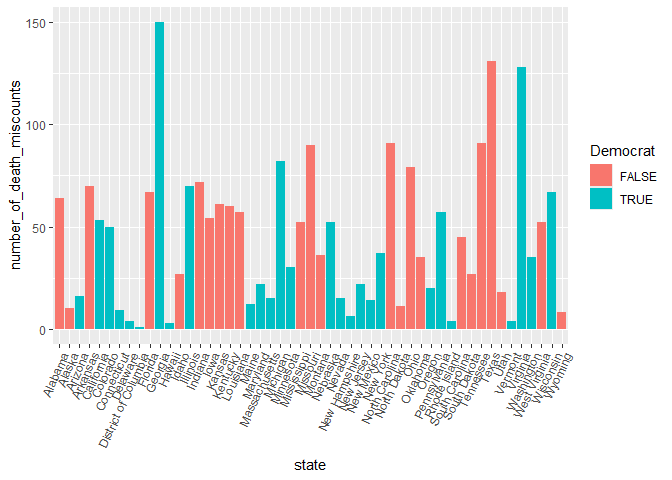 150
100
50
0
number_of_death_miscounts
Alabama
Alaska
Arizona
Arkansas
California
Colorado
Connecticut
Delaware
District of Columbia
Florida
Georgia
Hawaii
Idaho
Illinois
Indiana
Iowa
Kansas
Kentucky
Louisiana
Maine
Maryland
Massachusetts
Michigan
Minnesota
Mississippi
Missouri
Montana
Nebraska
Nevada
New Hampshire
New Jersey
New Mexico
New York
North Carolina
North Dakota
Ohio
Oklahoma
Oregon
Pennsylvania
Rhode Island
South Carolina
South Dakota
Tennessee
Texas
Utah
Vermont
Virginia
Washington
West Virginia
Wisconsin
Wyoming
state
Democrat
FALSE
TRUE